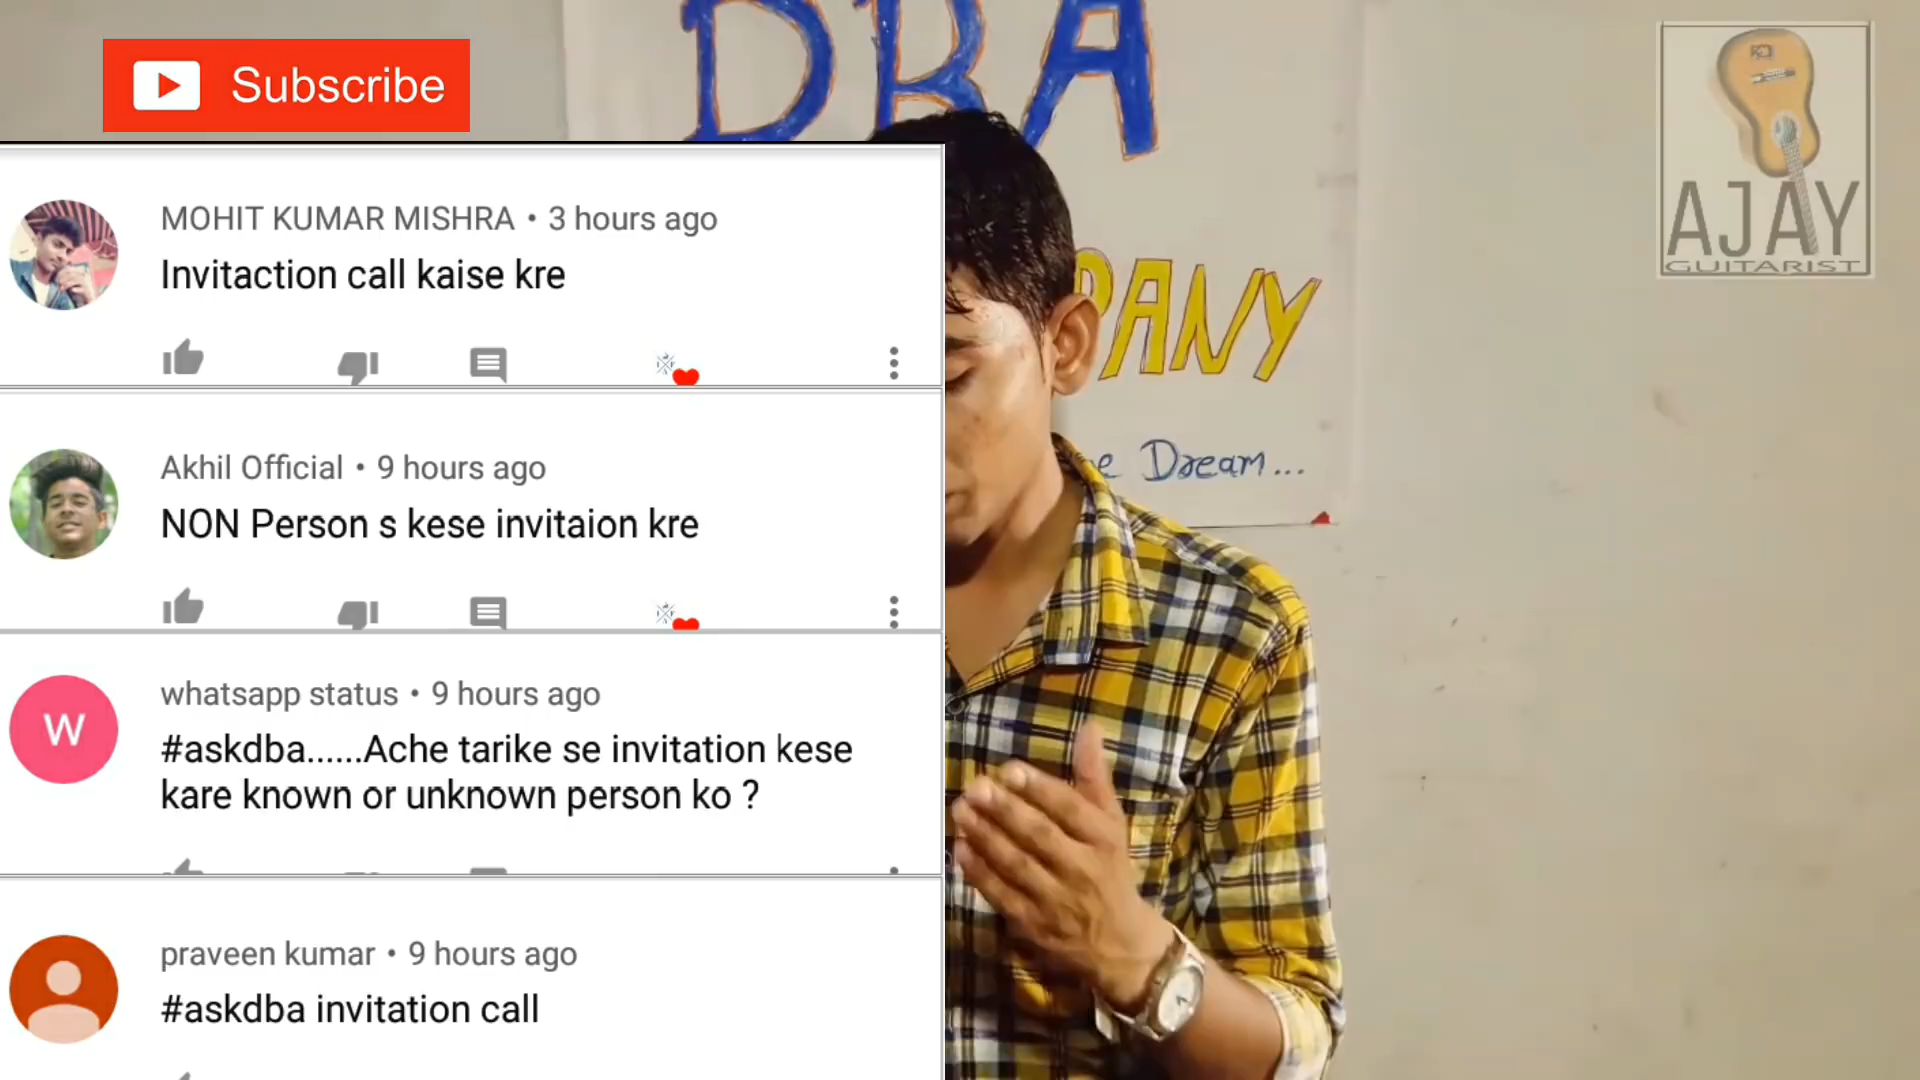 DBA
Subscribe
AJAY
GUITARIST
MOHIT KUMAR MISHRA • 3 hours ago
Invitaction call kaise kre
PANY
Dream...
Akhil Official • 9 hours ago
NON Person s kese invitaion kre
whatsapp status • 9 hours ago
#askdba......Ache tarike se invitation kese
kare known or unknown person ko ?
W
praveen kumar • 9 hours ago
#askdba invitation call